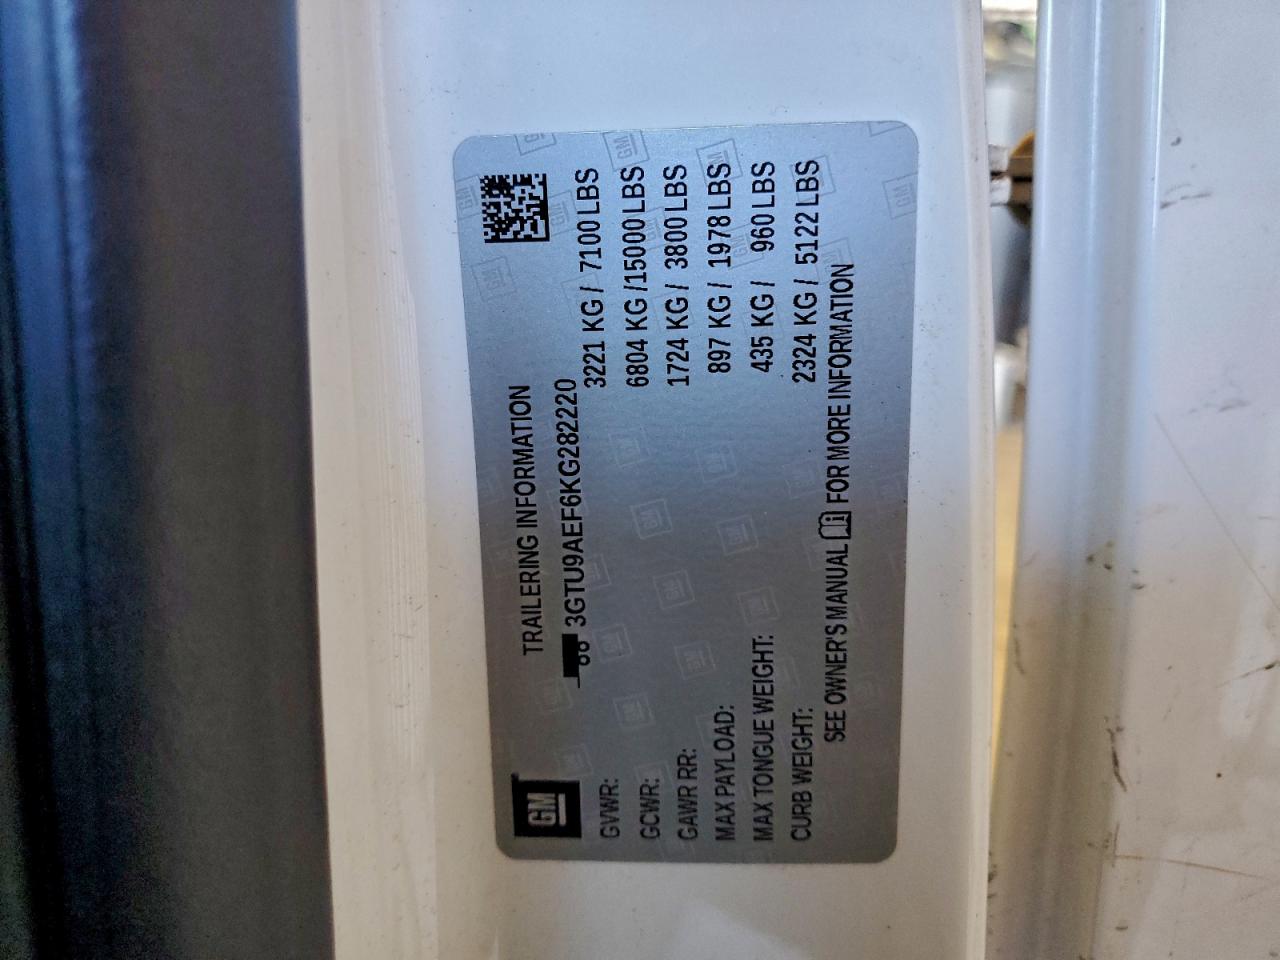 GM
TRAILERING INFORMATION
3GTU9AEF6KG282220
GVWR: 3221 KG / 7100 LBS
GCWR: 6804 KG /15000 LBS
GAWR RR: 1724 KG / 3800 LBS
MAX PAYLOAD: 897 KG / 1978 LBS
MAX TONGUE WEIGHT: 435 KG / 960 LBS
CURB WEIGHT: 2324 KG / 5122 LBS
SEE OWNER'S MANUAL FOR MORE INFORMATION